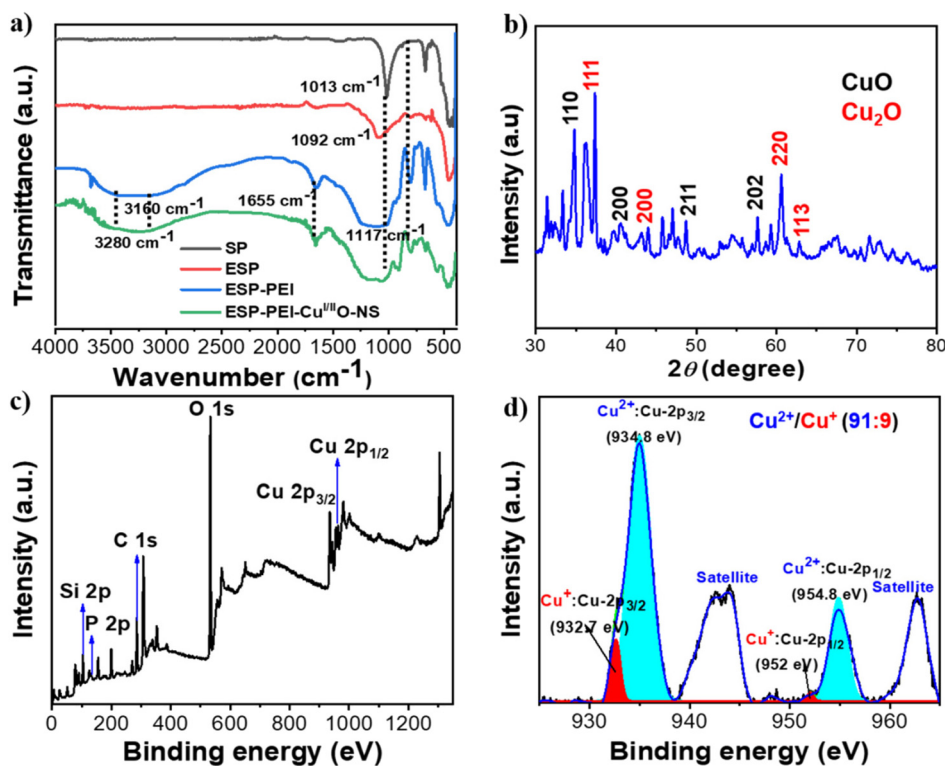 a)
Transmittance (a.u.)
1013 cm⁻¹
1092 cm⁻¹
3160 cm⁻¹
1655 cm⁻¹
3280 cm⁻¹
1117 cm⁻¹
SP
ESP
ESP-PEI
ESP-PEI-Cuᴵ/ᴵᴵO-NS
4000 3500 3000 2500 2000 1500 1000 500
Wavenumber (cm⁻¹)
b)
Intensity (a.u)
110
111
200
200
211
202
220
113
CuO
Cu₂O
30 40 50 60 70 80
2θ (degree)
c)
Intensity (a.u.)
O 1s
Cu 2p₁/₂
Cu 2p₃/₂
C 1s
Si 2p
P 2p
0 200 400 600 800 1000 1200
Binding energy (eV)
d)
Intensity (a.u.)
Cu²⁺:Cu-2p₃/₂
(934.8 eV)
Cu²⁺/Cu⁺ (91:9)
Cu⁺:Cu-2p₃/₂
(932.7 eV)
Satellite
Cu²⁺:Cu-2p₁/₂
(954.8 eV)
Satellite
Cu⁺:Cu-2p₁/₂
(952 eV)
930 940 950 960
Binding energy (eV)